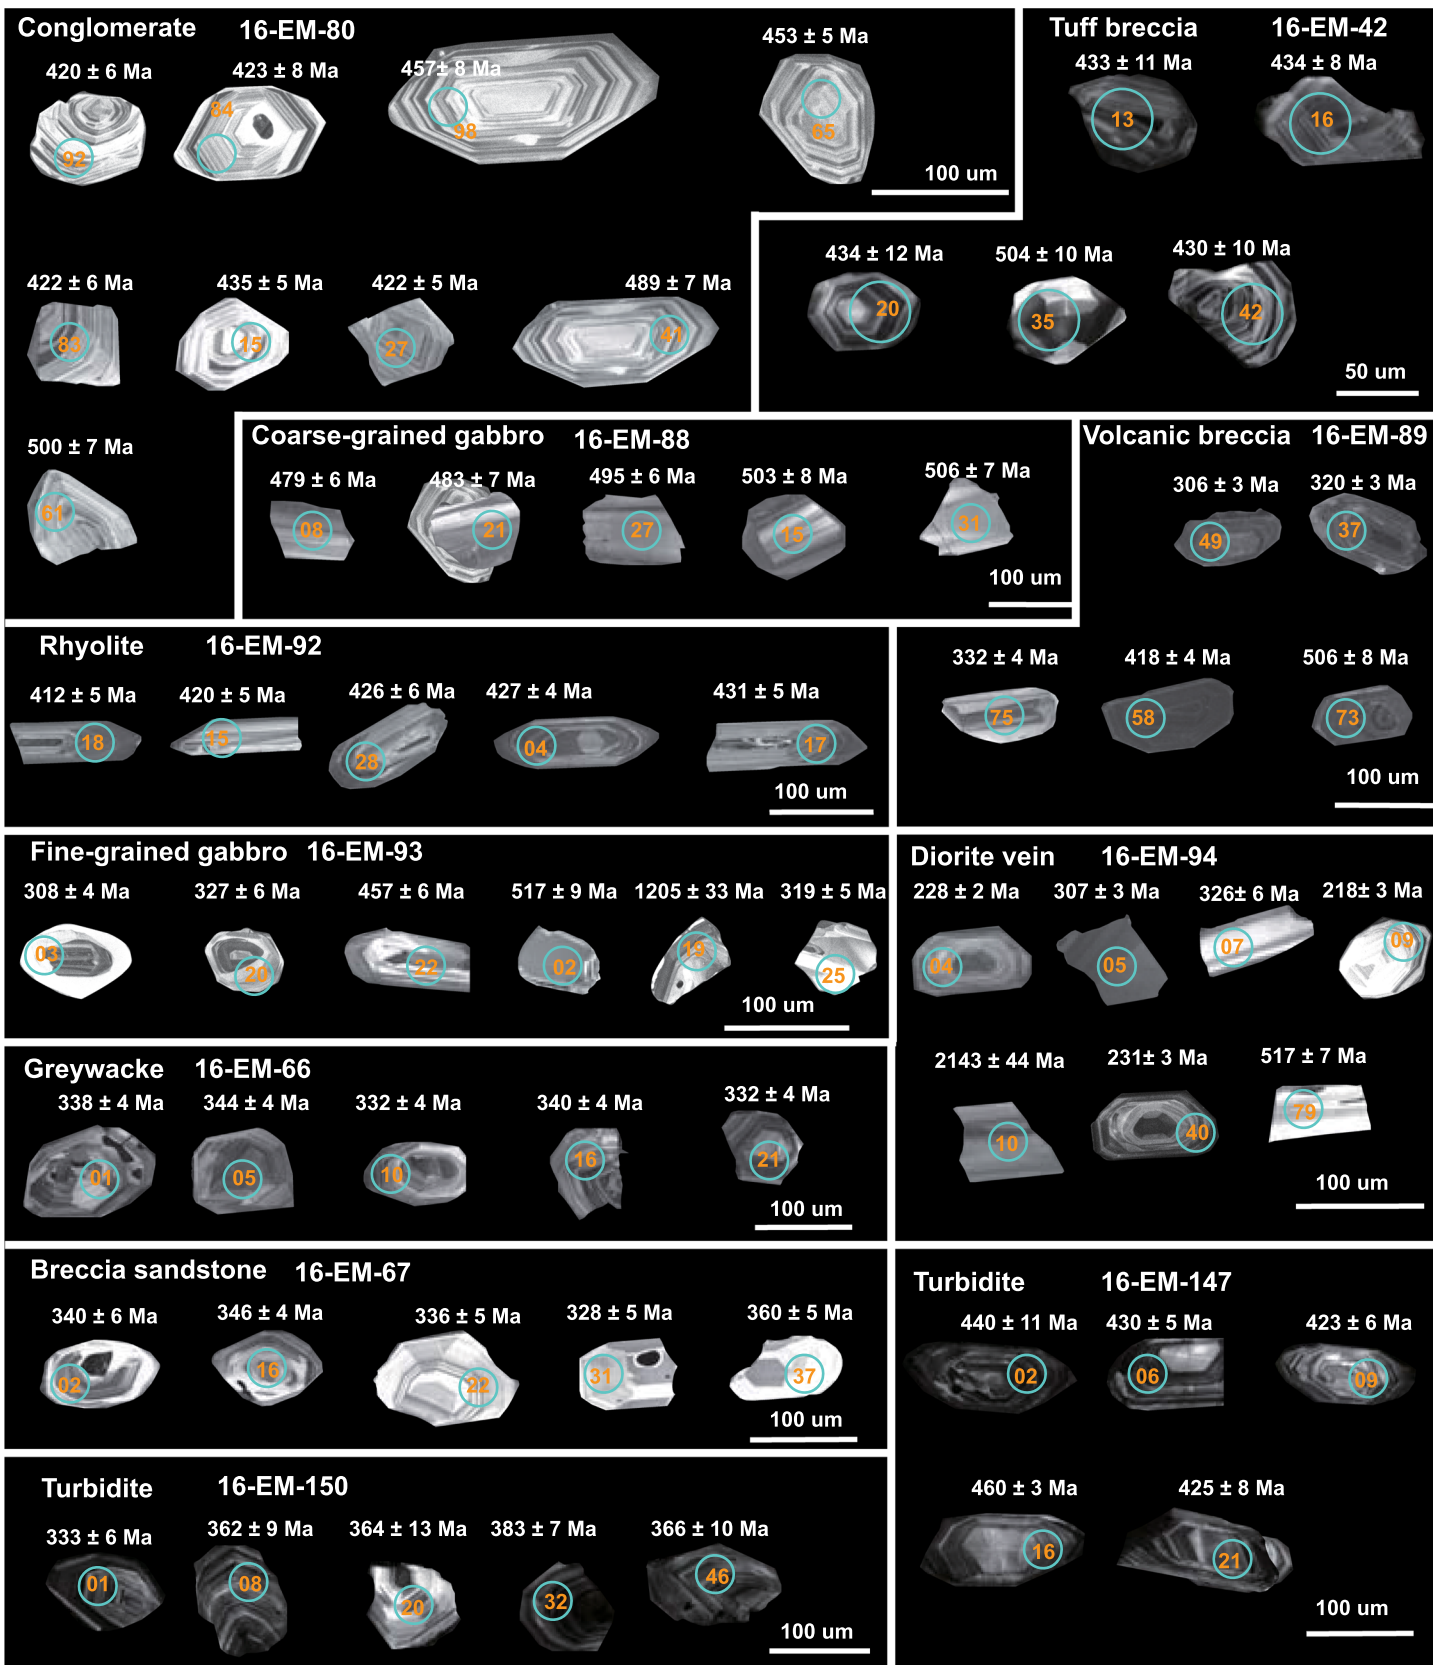 Conglomerate 16-EM-80
420 ± 6 Ma 423 ± 8 Ma 457± 8 Ma 453 ± 5 Ma
92 84 98 65
100 um
422 ± 6 Ma 435 ± 5 Ma 422 ± 5 Ma 489 ± 7 Ma
83 15 27 41
500 ± 7 Ma
61
Tuff breccia 16-EM-42
433 ± 11 Ma 434 ± 8 Ma
13 16
434 ± 12 Ma 504 ± 10 Ma 430 ± 10 Ma
20 35 42
50 um
Coarse-grained gabbro 16-EM-88
479 ± 6 Ma 483 ± 7 Ma 495 ± 6 Ma 503 ± 8 Ma 506 ± 7 Ma
08 21 27 15 31
100 um
Volcanic breccia 16-EM-89
306 ± 3 Ma 320 ± 3 Ma
49 37
332 ± 4 Ma 418 ± 4 Ma 506 ± 8 Ma
75 58 73
100 um
Rhyolite 16-EM-92
412 ± 5 Ma 420 ± 5 Ma 426 ± 6 Ma 427 ± 4 Ma 431 ± 5 Ma
18 15 28 04 17
100 um
Fine-grained gabbro 16-EM-93
308 ± 4 Ma 327 ± 6 Ma 457 ± 6 Ma 517 ± 9 Ma 1205 ± 33 Ma 319 ± 5 Ma
03 20 22 02 19 25
100 um
Diorite vein 16-EM-94
228 ± 2 Ma 307 ± 3 Ma 326± 6 Ma 218± 3 Ma
04 05 07 09
2143 ± 44 Ma 231± 3 Ma 517 ± 7 Ma
10 40 79
100 um
Greywacke 16-EM-66
338 ± 4 Ma 344 ± 4 Ma 332 ± 4 Ma 340 ± 4 Ma 332 ± 4 Ma
01 05 10 16 21
100 um
Breccia sandstone 16-EM-67
340 ± 6 Ma 346 ± 4 Ma 336 ± 5 Ma 328 ± 5 Ma 360 ± 5 Ma
02 16 22 31 37
100 um
Turbidite 16-EM-147
440 ± 11 Ma 430 ± 5 Ma 423 ± 6 Ma
02 06 09
460 ± 3 Ma 425 ± 8 Ma
16 21
100 um
Turbidite 16-EM-150
333 ± 6 Ma 362 ± 9 Ma 364 ± 13 Ma 383 ± 7 Ma 366 ± 10 Ma
01 08 20 32 46
100 um